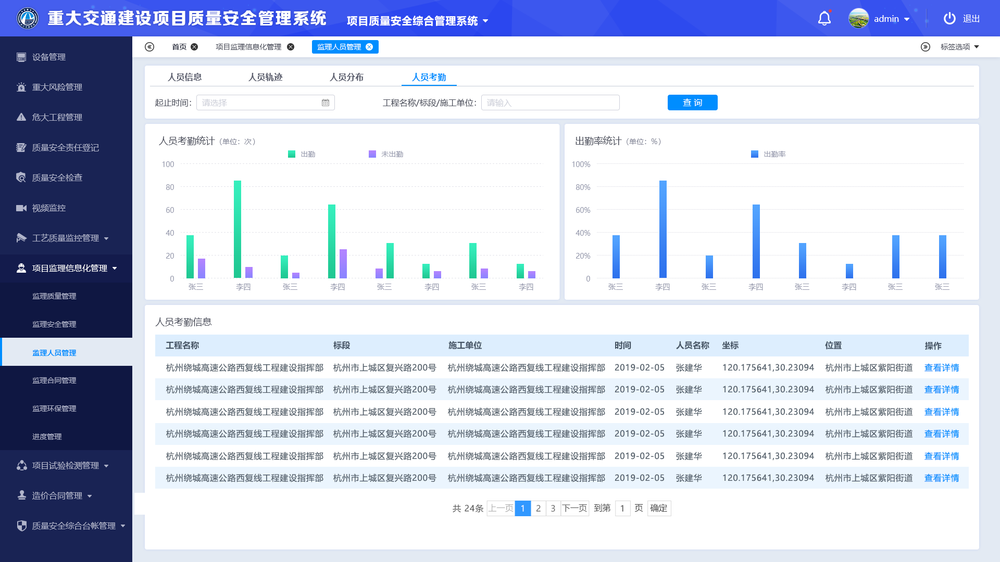 重大交通建设项目质量安全管理系统 项目质量安全综合管理系统 admin 退出
首页 项目监理信息化管理 监理人员管理 标签选项
设备管理
重大风险管理
危大工程管理
质量安全责任登记
质量安全检查
视频监控
工艺质量监控管理
项目监理信息化管理
监理质量管理
监理安全管理
监理人员管理
监理合同管理
监理环保管理
进度管理
项目试验检测管理
造价合同管理
质量安全综合台帐管理
人员信息 人员轨迹 人员分布 人员考勤
起止时间： 请选择 工程名称/标段/施工单位： 请输入 查 询
人员考勤统计（单位：次）
出勤 未出勤
100
80
60
40
20
0
张三 李四 张三 李四 张三 李四 张三 李四
出勤率统计（单位：%）
出勤率
100%
80%
60%
40%
20%
0
张三 李四 张三 李四 张三 李四 张三 张三
人员考勤信息
工程名称 标段 施工单位 时间 人员名称 坐标 位置 操作
杭州绕城高速公路西复线工程建设指挥部 杭州市上城区复兴路200号 杭州绕城高速公路西复线工程建设指挥部 2019-02-05 张建华 120.175641,30.23094 杭州市上城区紫阳街道 查看详情
杭州绕城高速公路西复线工程建设指挥部 杭州市上城区复兴路200号 杭州绕城高速公路西复线工程建设指挥部 2019-02-05 张建华 120.175641,30.23094 杭州市上城区紫阳街道 查看详情
杭州绕城高速公路西复线工程建设指挥部 杭州市上城区复兴路200号 杭州绕城高速公路西复线工程建设指挥部 2019-02-05 张建华 120.175641,30.23094 杭州市上城区紫阳街道 查看详情
杭州绕城高速公路西复线工程建设指挥部 杭州市上城区复兴路200号 杭州绕城高速公路西复线工程建设指挥部 2019-02-05 张建华 120.175641,30.23094 杭州市上城区紫阳街道 查看详情
杭州绕城高速公路西复线工程建设指挥部 杭州市上城区复兴路200号 杭州绕城高速公路西复线工程建设指挥部 2019-02-05 张建华 120.175641,30.23094 杭州市上城区紫阳街道 查看详情
杭州绕城高速公路西复线工程建设指挥部 杭州市上城区复兴路200号 杭州绕城高速公路西复线工程建设指挥部 2019-02-05 张建华 120.175641,30.23094 杭州市上城区紫阳街道 查看详情
共 24条 上一页 1 2 3 下一页 到第 1 页 确定